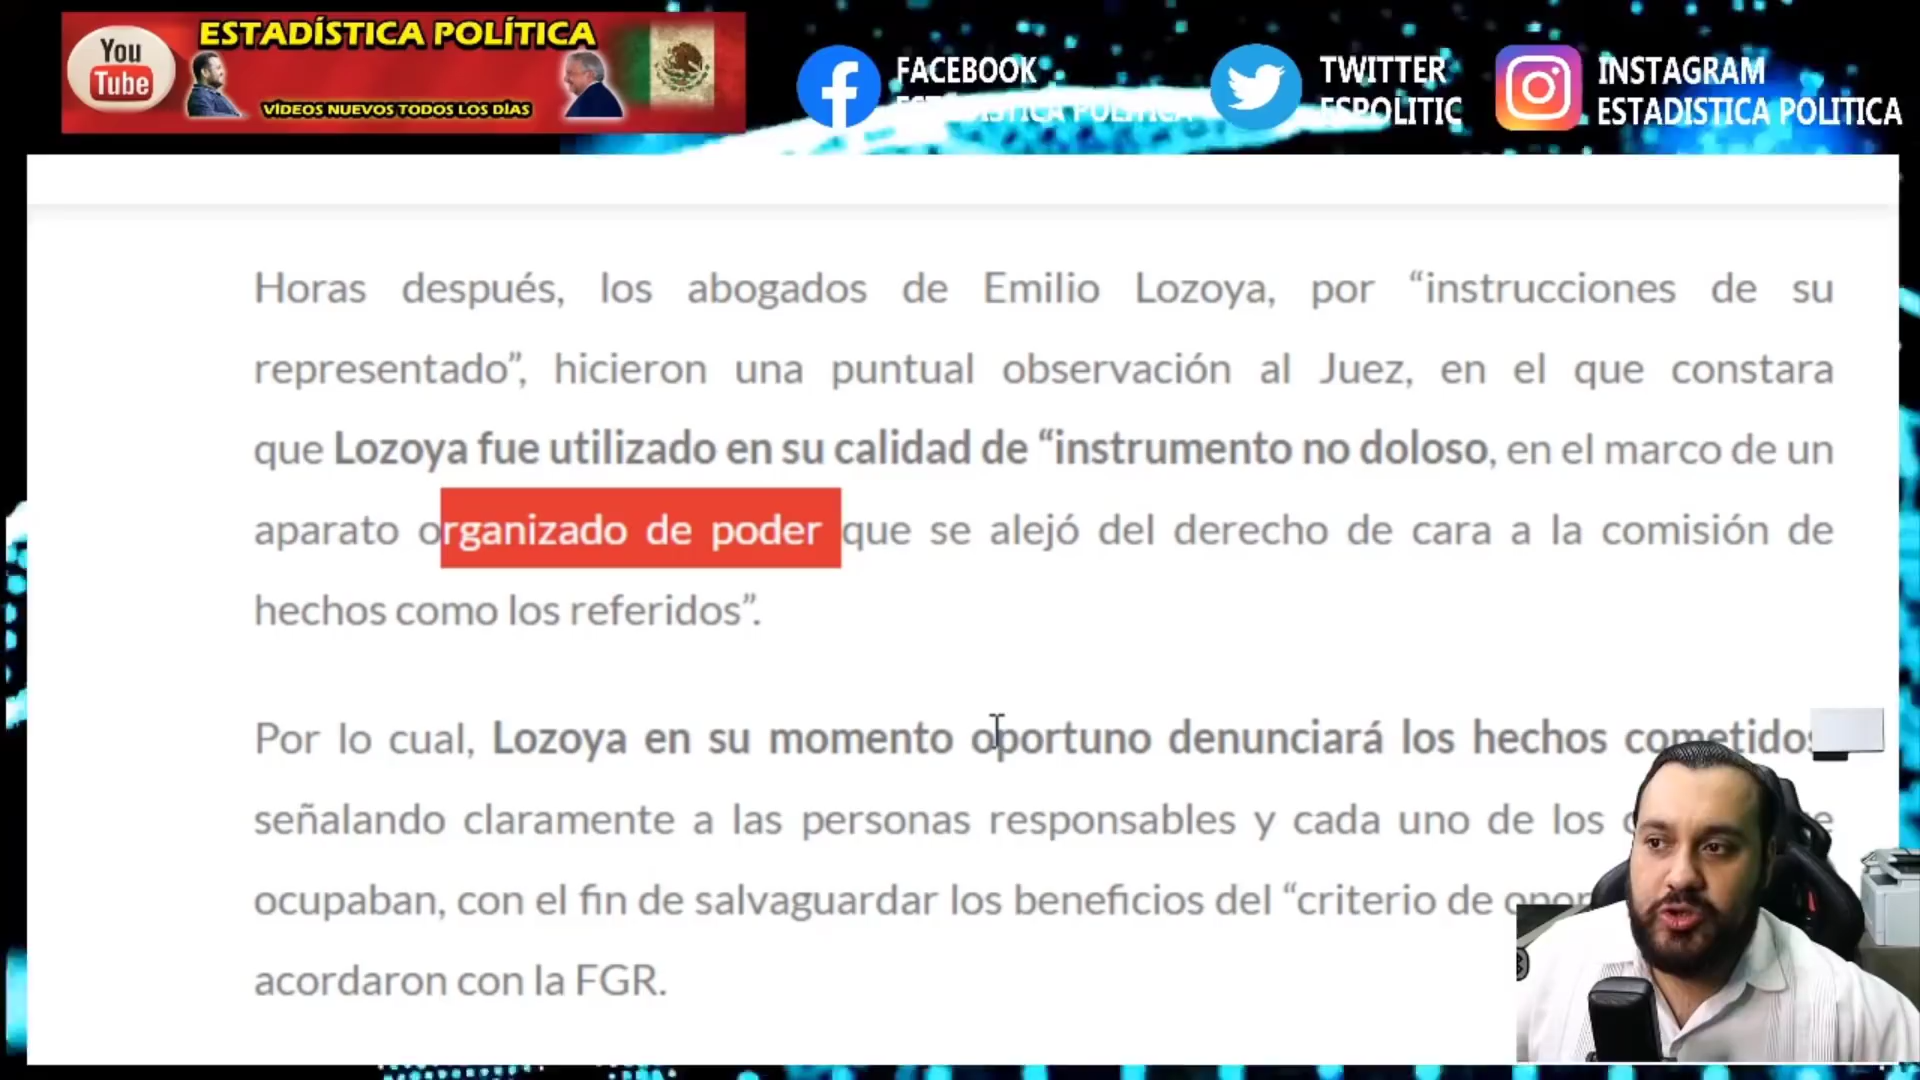 You
Tube
ESTADÍSTICA POLÍTICA
VÍDEOS NUEVOS TODOS LOS DÍAS
FACEBOOK
ESTADISTICA POLITICA
TWITTER
ESPOLITIC
INSTAGRAM
ESTADISTICA POLITICA
Horas después, los abogados de Emilio Lozoya, por “instrucciones de su
representado”, hicieron una puntual observación al Juez, en el que constara
que Lozoya fue utilizado en su calidad de “instrumento no doloso, en el marco de un
aparato organizado de poder que se alejó del derecho de cara a la comisión de
hechos como los referidos”.
Por lo cual, Lozoya en su momento oportuno denunciará los hechos cometidos
señalando claramente a las personas responsables y cada uno de los
ocupaban, con el fin de salvaguardar los beneficios del “criterio de
acordaron con la FGR.